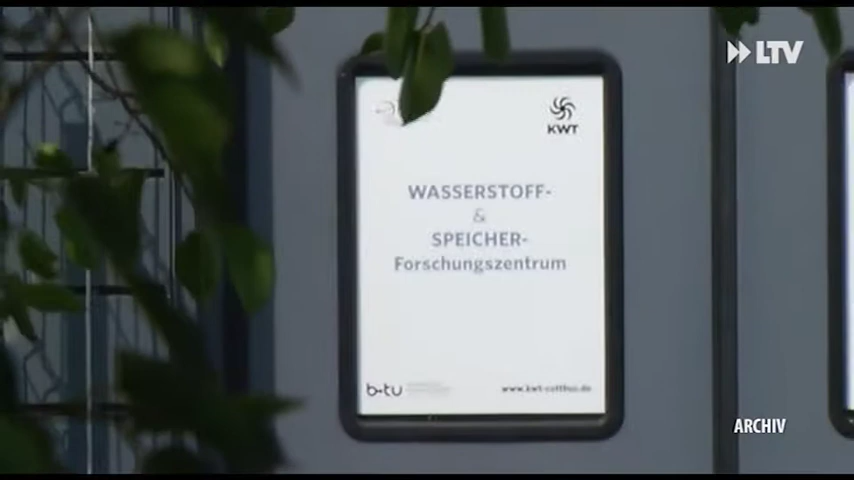 LTV
KWT
WASSERSTOFF-
&
SPEICHER-
Forschungszentrum
b-tu
www.kwt-cottbus.de
ARCHIV